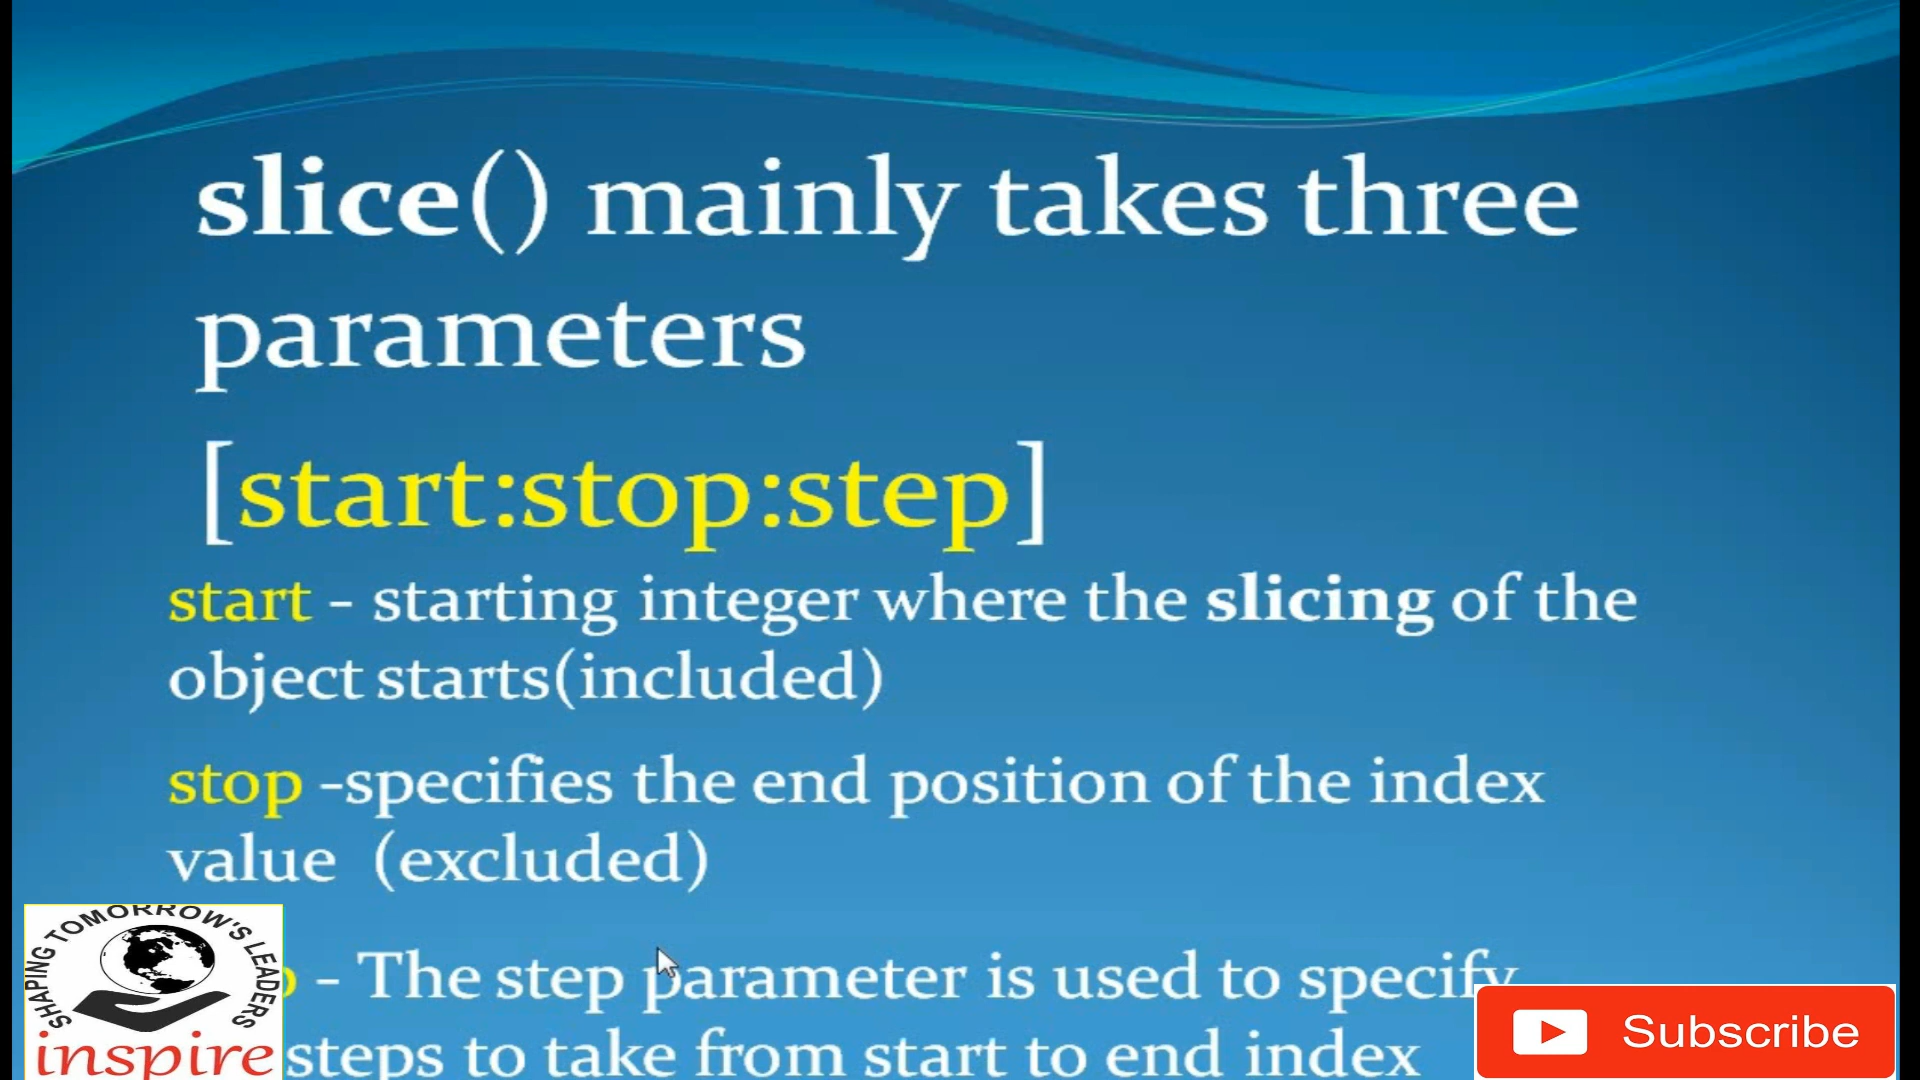 slice() mainly takes three
parameters
[start:stop:step]
start - starting integer where the slicing of the
object starts(included)
stop -specifies the end position of the index
value (excluded)
- The step parameter is used to specify
steps to take from start to end index
SHAPING TOMORROW'S LEADERS
inspire
Subscribe